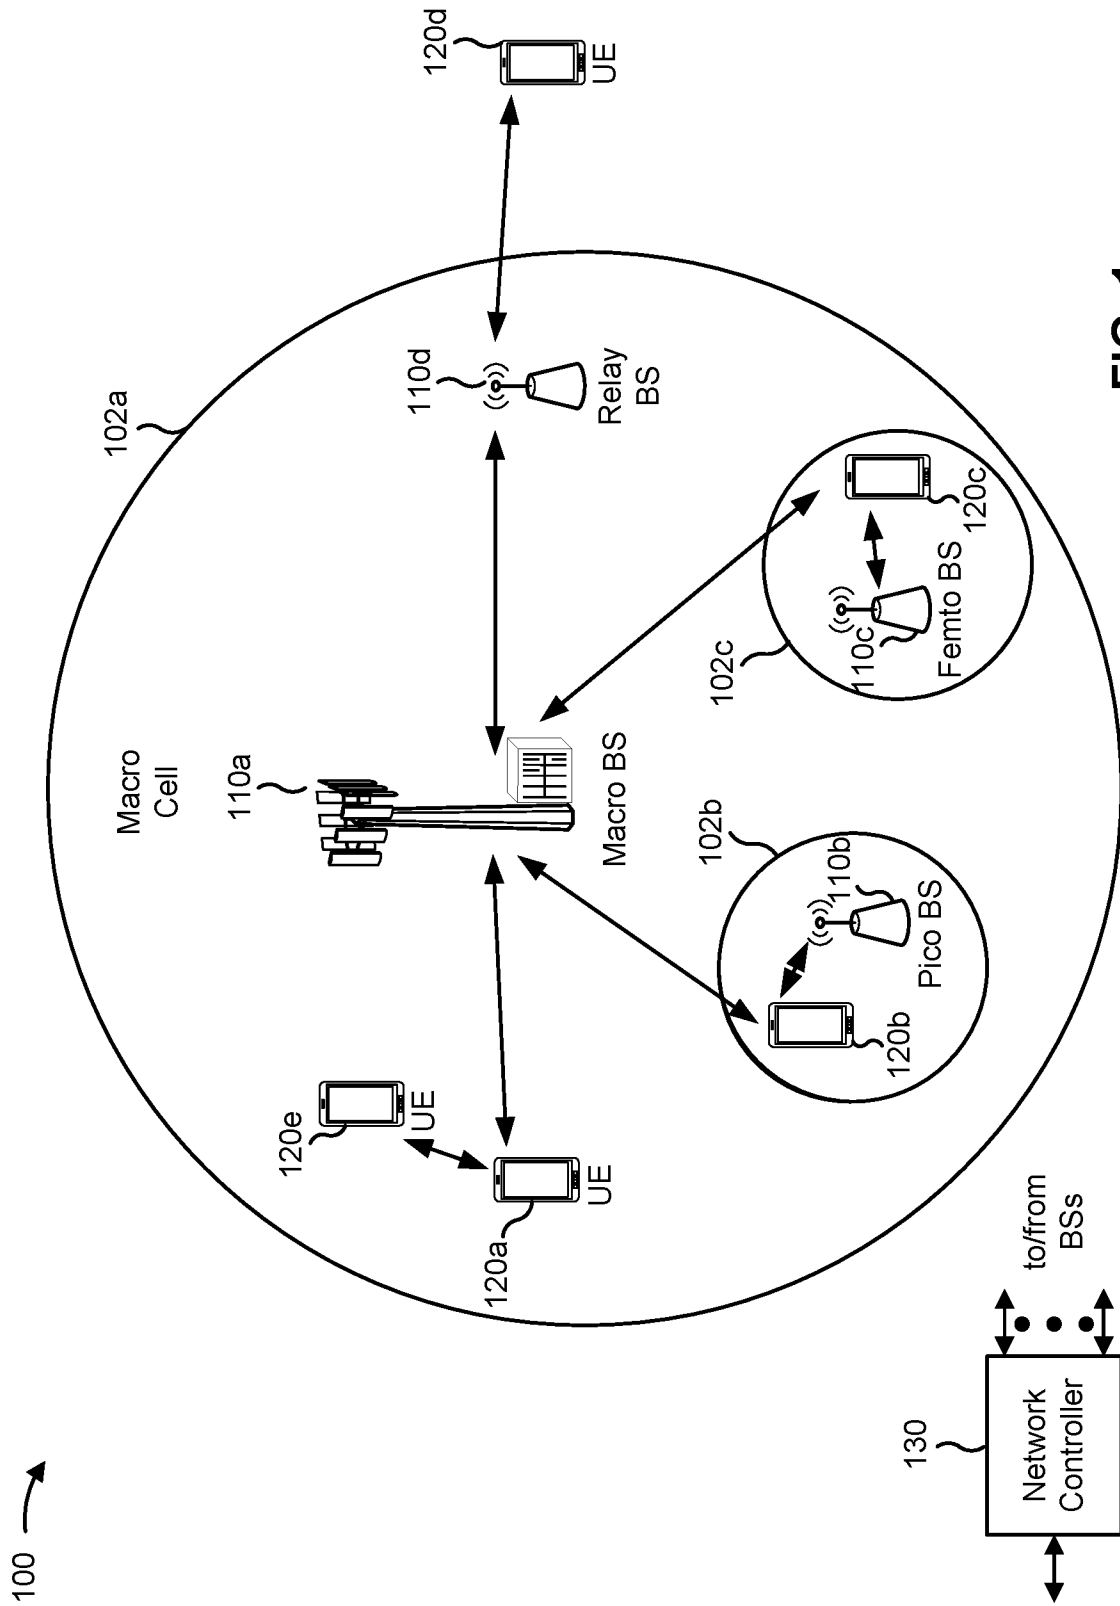 100
Macro
Cell
102a
110a
120e
UE
120a
UE
Macro BS
110d
Relay
BS
120d
UE
102b
110b
Pico BS
120b
102c
110c
Femto BS
120c
130
Network
Controller
to/from
BSs
FIG. 1